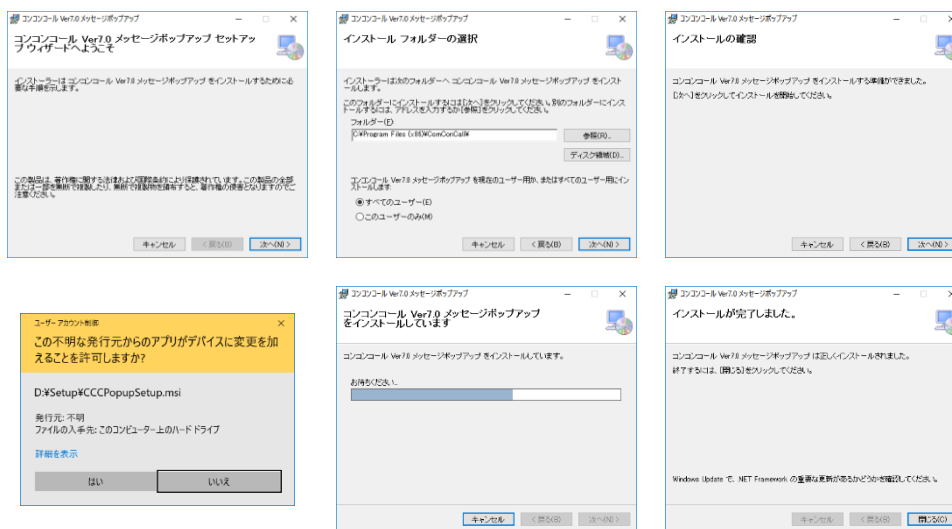 コンコンコール Ver7.0 メッセージポップアップ
コンコンコール Ver7.0 メッセージポップアップ セットアッ
プ ウィザードへようこそ
インストーラーは コンコンコール Ver7.0 メッセージポップアップ をインストールするために必
要な手順を示します。
この製品は、著作権に関する法律および国際条約により保護されています。この製品の全部
または一部を無断で複製したり、無断で複製物を頒布すると、著作権の侵害となりますのでご
注意ください。
キャンセル
< 戻る(B)
次へ(N) >
コンコンコール Ver7.0 メッセージポップアップ
インストール フォルダーの選択
インストーラーは次のフォルダーへ コンコンコール Ver7.0 メッセージポップアップ をインスト
ールします。
このフォルダーにインストールするには[次へ]をクリックしてください。別のフォルダーにインス
トールするには、アドレスを入力するか[参照]をクリックしてください。
フォルダー(F):
C:¥Program Files (x86)¥ComConCall¥
参照(R)...
ディスク領域(D)...
コンコンコール Ver7.0 メッセージポップアップ を現在のユーザー用か、またはすべてのユーザー用にイン
ストールします:
すべてのユーザー(E)
このユーザーのみ(M)
キャンセル
< 戻る(B)
次へ(N) >
コンコンコール Ver7.0 メッセージポップアップ
インストールの確認
コンコンコール Ver7.0 メッセージポップアップ をインストールする準備ができました。
[次へ]をクリックしてインストールを開始してください。
キャンセル
< 戻る(B)
次へ(N) >
ユーザー アカウント制御
この不明な発行元からのアプリがデバイスに変更を加
えることを許可しますか?
D:¥Setup¥CCCPopupSetup.msi
発行元: 不明
ファイルの入手先: このコンピューター上のハード ドライブ
詳細を表示
はい
いいえ
コンコンコール Ver7.0 メッセージポップアップ
コンコンコール Ver7.0 メッセージポップアップ
をインストールしています
コンコンコール Ver7.0 メッセージポップアップ をインストールしています。
お待ちください...
キャンセル
< 戻る(B)
次へ(N) >
コンコンコール Ver7.0 メッセージポップアップ
インストールが完了しました。
コンコンコール Ver7.0 メッセージポップアップ は正しくインストールされました。
終了するには、[閉じる]をクリックしてください。
Windows Update で、.NET Framework の重要な更新があるかどうかを確認してください。
キャンセル
< 戻る(B)
閉じる(C)